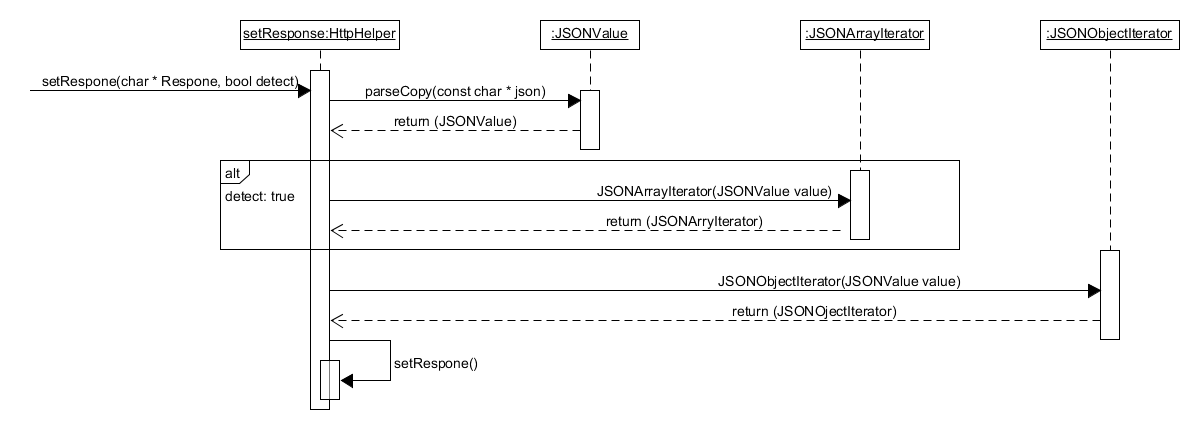 setResponse:HttpHelper
:JSONValue
:JSONArrayIterator
:JSONObjectIterator
setRespone(char * Respone, bool detect)
parseCopy(const char * json)
return (JSONValue)
alt
detect: true
JSONArrayIterator(JSONValue value)
return (JSONArryIterator)
JSONObjectIterator(JSONValue value)
return (JSONOjectIterator)
setRespone()